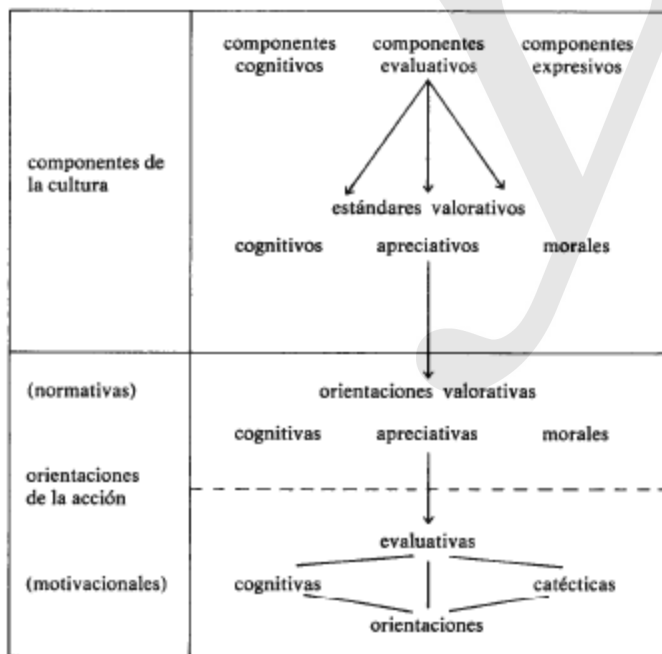 componentes cognitivos
componentes evaluativos
componentes expresivos
componentes de
la cultura
estándares valorativos
cognitivos apreciativos morales
(normativas)
orientaciones valorativas
cognitivas apreciativas morales
orientaciones
de la acción
evaluativas
(motivacionales)
cognitivas catécticas
orientaciones